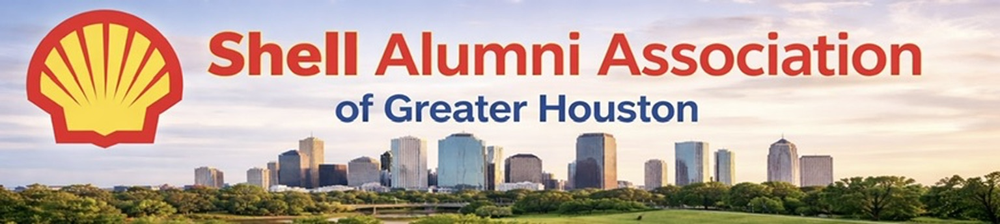 Shell Alumni Association
of Greater Houston